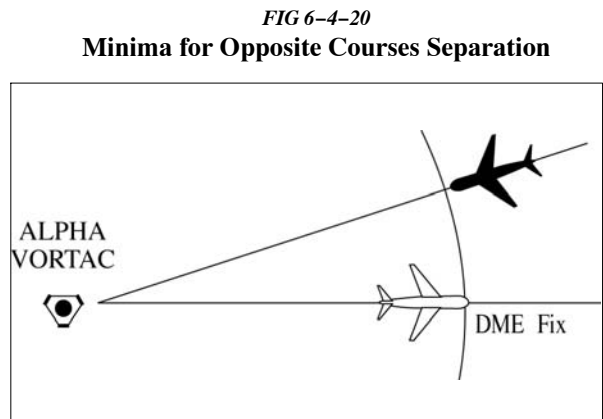 FIG 6−4−20
Minima for Opposite Courses Separation
ALPHA
VORTAC
DME Fix